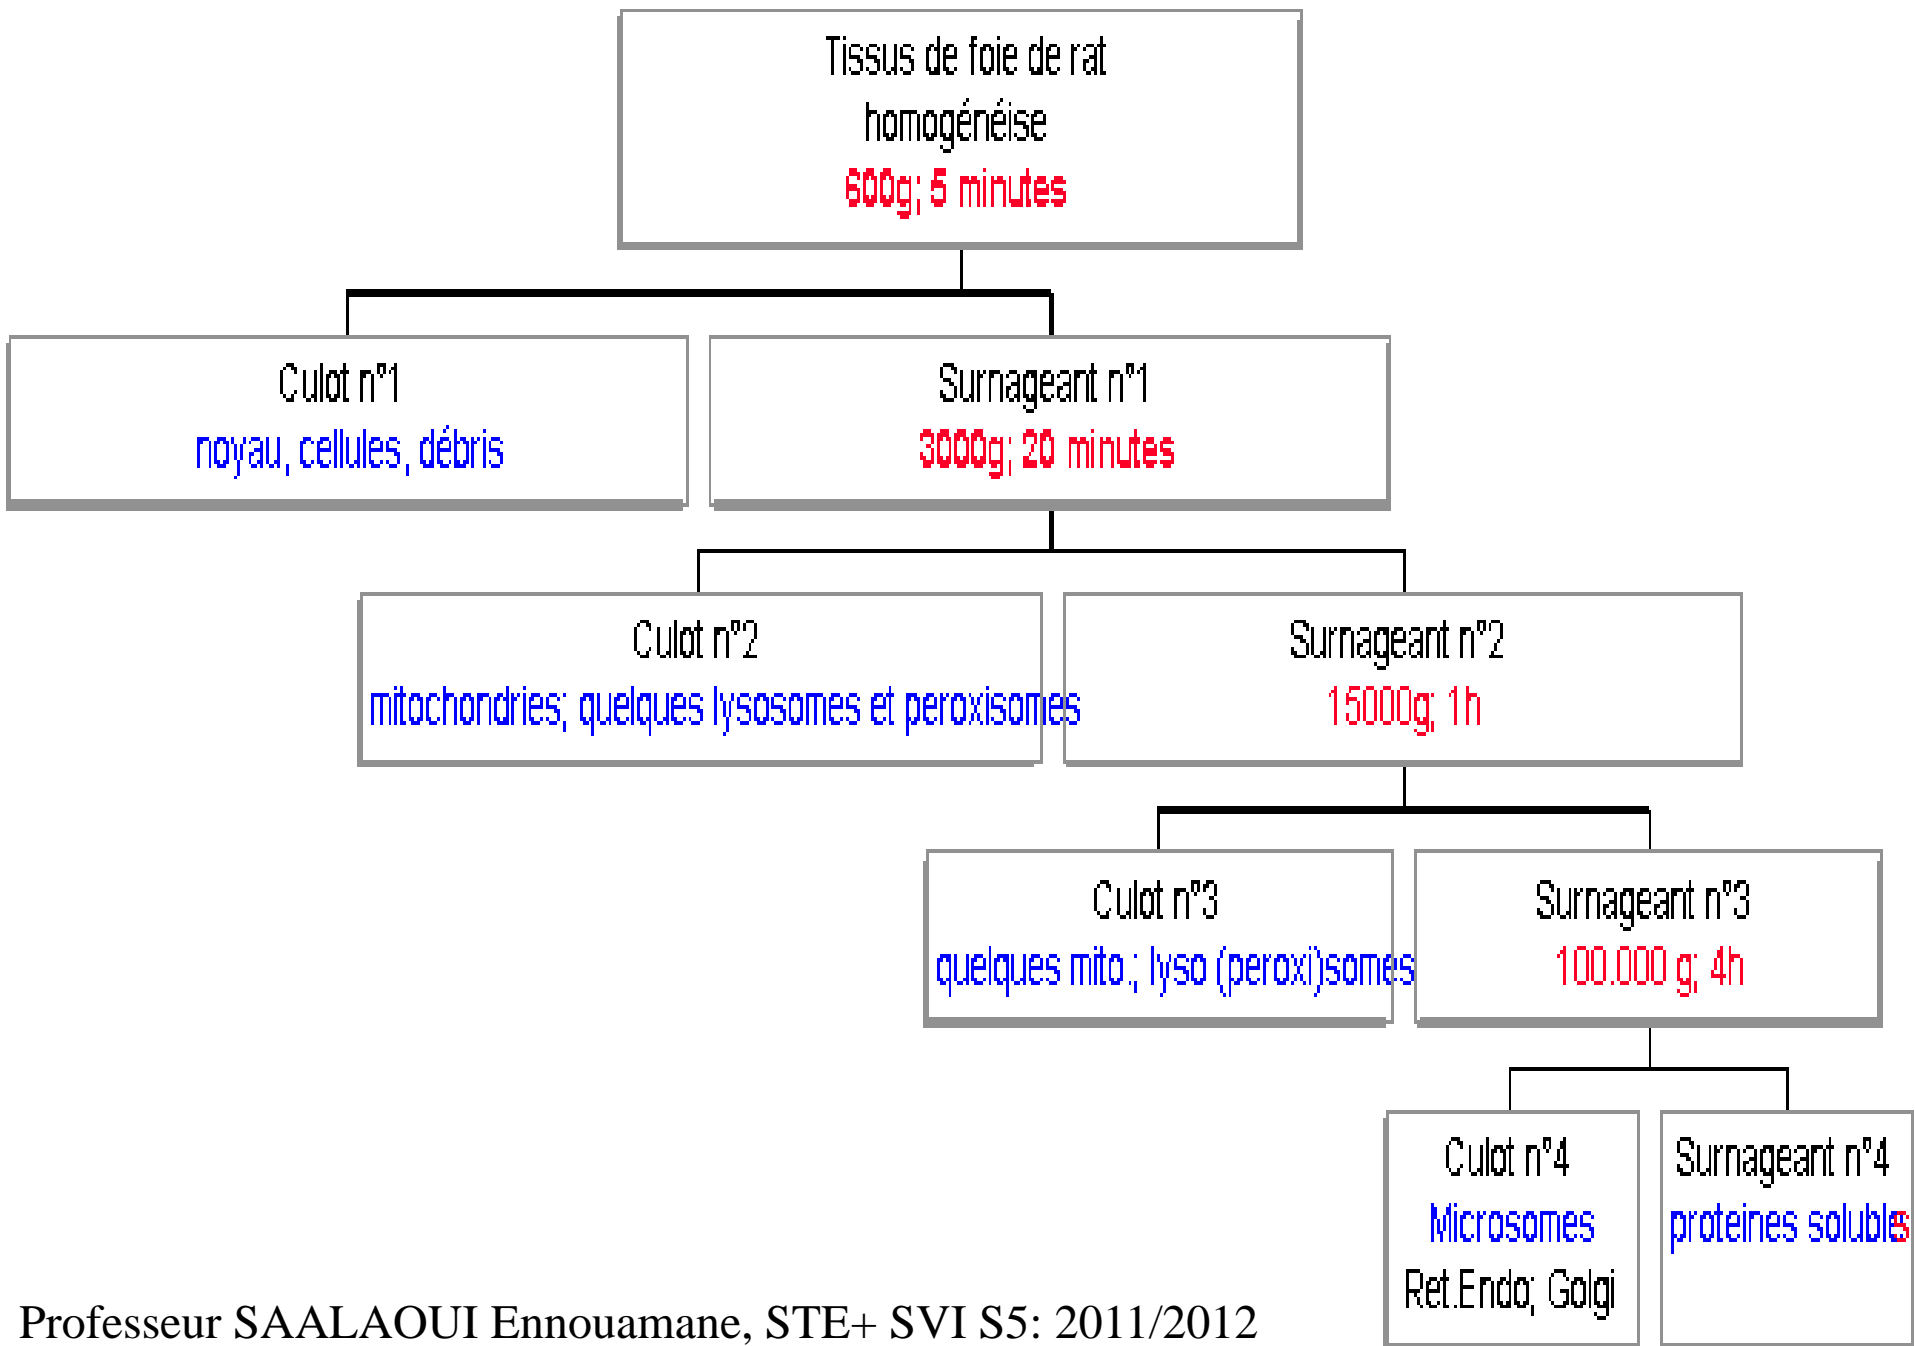 Tissus de foie de rat
homogénéise
600g; 5 minutes
Culot n°1
noyau, cellules, débris
Surnageant n°1
3000g; 20 minutes
Culot n°2
mitochondries; quelques lysosomes et peroxisomes
Surnageant n°2
15000g; 1h
Culot n°3
quelques mito.; lyso (peroxi)somes
Surnageant n°3
100.000 g; 4h
Culot n°4
Microsomes
Ret.Endo; Golgi
Surnageant n°4
proteines solubles
Professeur SAALAOUI Ennouamane, STE+ SVI S5: 2011/2012